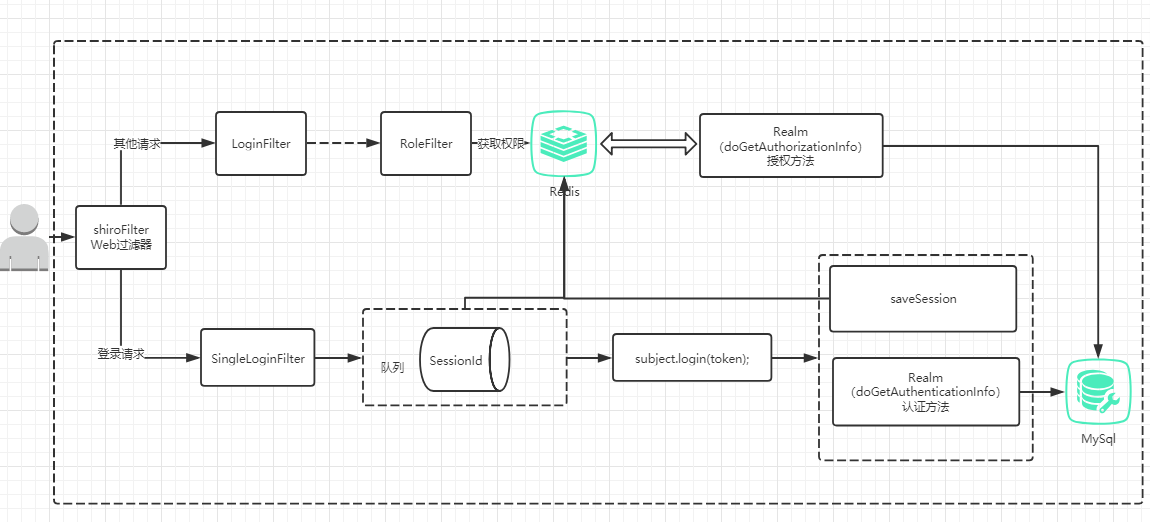 其他请求
LoginFilter
RoleFilter
获取权限
Redis
Realm
(doGetAuthorizationInfo)
授权方法
shiroFilter
Web过滤器
登录请求
SingleLoginFilter
队列
SessionId
subject.login(token);
saveSession
Realm
(doGetAuthenticationInfo)
认证方法
MySql